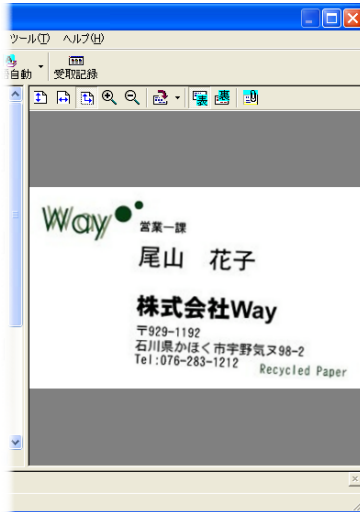 ツール(T) ヘルプ(H)
自動
受取記録
Way
営業一課
尾山 花子
株式会社Way
〒929-1192
石川県かほく市宇野気ヌ98-2
Tel:076-283-1212
Recycled Paper